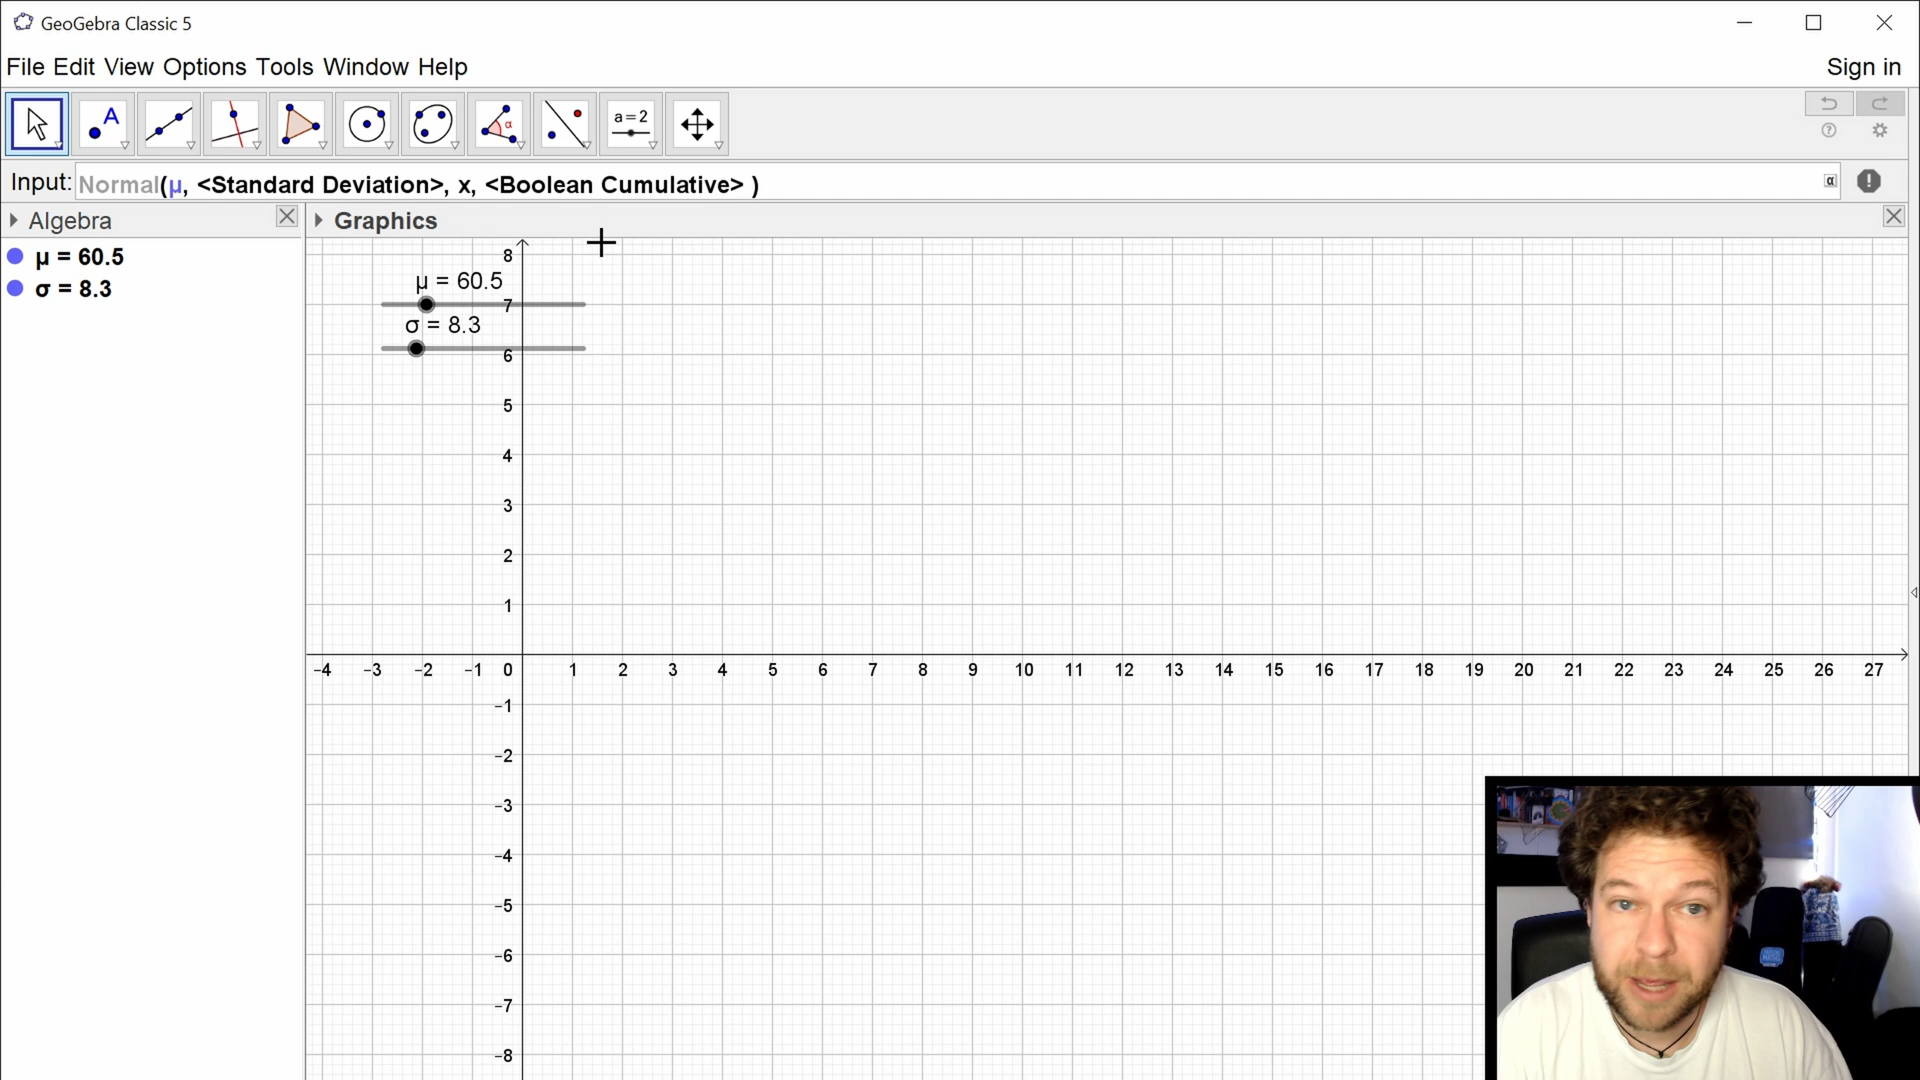 GeoGebra Classic 5
File Edit View Options Tools Window Help
Sign in
A
α
a=2
Input: Normal(μ, <Standard Deviation>, x, <Boolean Cumulative> )
α
Algebra
Graphics
μ = 60.5
σ = 8.3
μ = 60.5
σ = 8.3
8
7
6
5
4
3
2
1
−4 −3 −2 −1 0 1 2 3 4 5 6 7 8 9 10 11 12 13 14 15 16 17 18 19 20 21 22 23 24 25 26 27
−1
−2
−3
−4
−5
−6
−7
−8